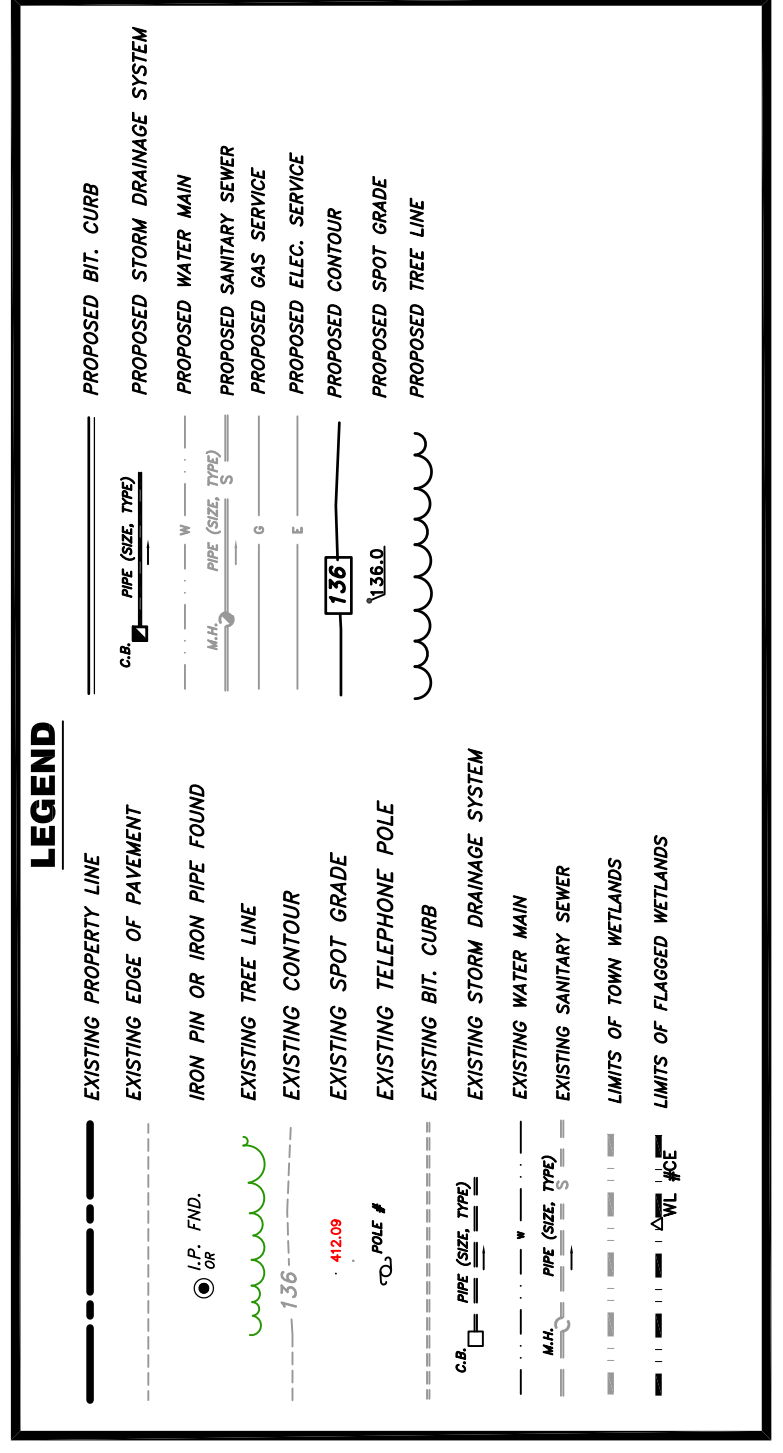 LEGEND
EXISTING PROPERTY LINE
EXISTING EDGE OF PAVEMENT
I.P. FND.
OR
IRON PIN OR IRON PIPE FOUND
EXISTING TREE LINE
136
EXISTING CONTOUR
412.09
EXISTING SPOT GRADE
POLE #
EXISTING TELEPHONE POLE
EXISTING BIT. CURB
C.B. PIPE (SIZE, TYPE)
EXISTING STORM DRAINAGE SYSTEM
W
EXISTING WATER MAIN
M.H. PIPE (SIZE, TYPE)
S
EXISTING SANITARY SEWER
LIMITS OF TOWN WETLANDS
WL #CE
LIMITS OF FLAGGED WETLANDS
PROPOSED BIT. CURB
C.B. PIPE (SIZE, TYPE)
PROPOSED STORM DRAINAGE SYSTEM
W
PROPOSED WATER MAIN
M.H. PIPE (SIZE, TYPE)
S
PROPOSED SANITARY SEWER
G
PROPOSED GAS SERVICE
E
PROPOSED ELEC. SERVICE
136
PROPOSED CONTOUR
136.0
PROPOSED SPOT GRADE
PROPOSED TREE LINE